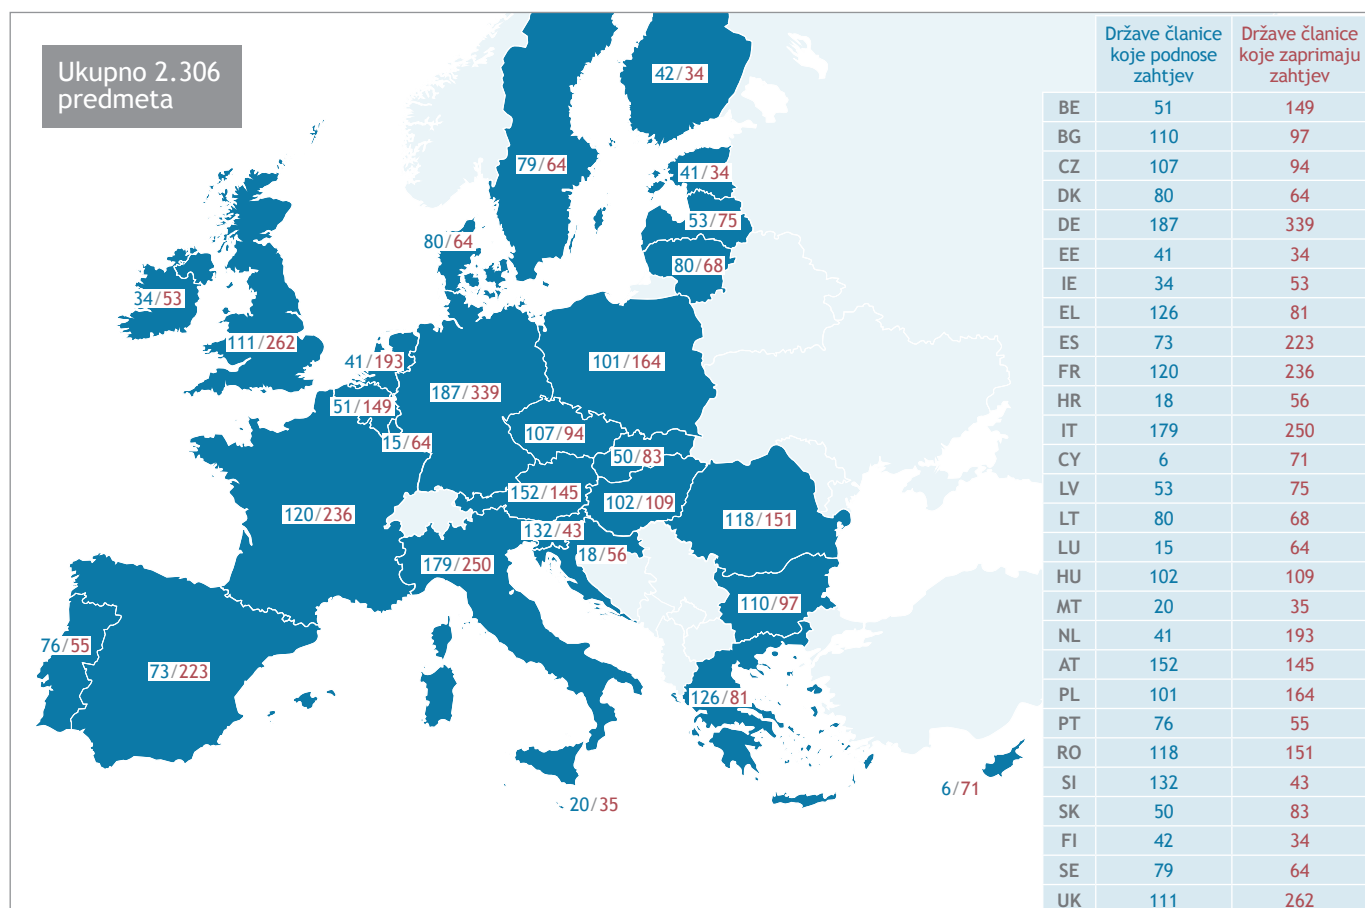 Ukupno 2.306
predmeta
42/34
79/64
41/34
53/75
80/64
80/68
34/53
111/262
41/193
101/164
187/339
51/149
107/94
15/64
50/83
152/145
102/109
120/236
118/151
132/43
18/56
179/250
110/97
76/55
73/223
126/81
6/71
20/35
Države članice
koje podnose
zahtjev
Države članice
koje zaprimaju
zahtjev
BE 51 149
BG 110 97
CZ 107 94
DK 80 64
DE 187 339
EE 41 34
IE 34 53
EL 126 81
ES 73 223
FR 120 236
HR 18 56
IT 179 250
CY 6 71
LV 53 75
LT 80 68
LU 15 64
HU 102 109
MT 20 35
NL 41 193
AT 152 145
PL 101 164
PT 76 55
RO 118 151
SI 132 43
SK 50 83
FI 42 34
SE 79 64
UK 111 262